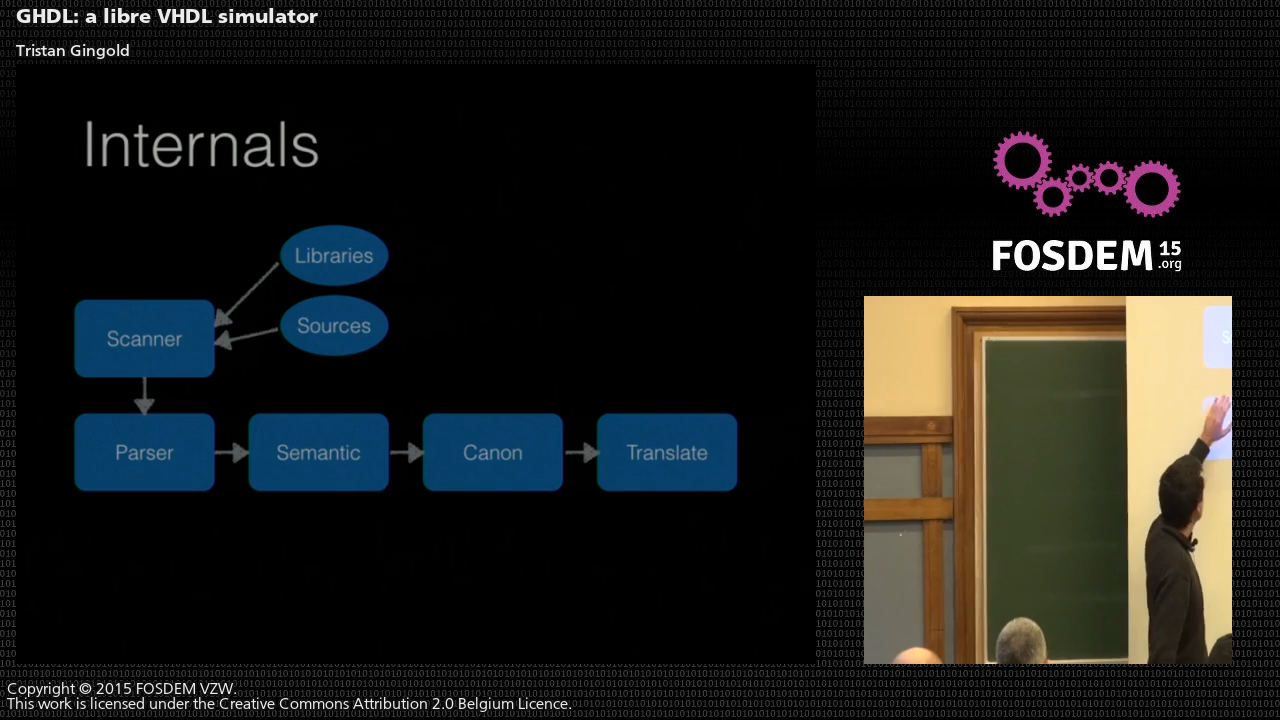 GHDL: a libre VHDL simulator
Tristan Gingold
Internals
Libraries
Sources
Scanner
Parser
Semantic
Canon
Translate
FOSDEM 15
.org
Copyright © 2015 FOSDEM VZW.
This work is licensed under the Creative Commons Attribution 2.0 Belgium Licence.